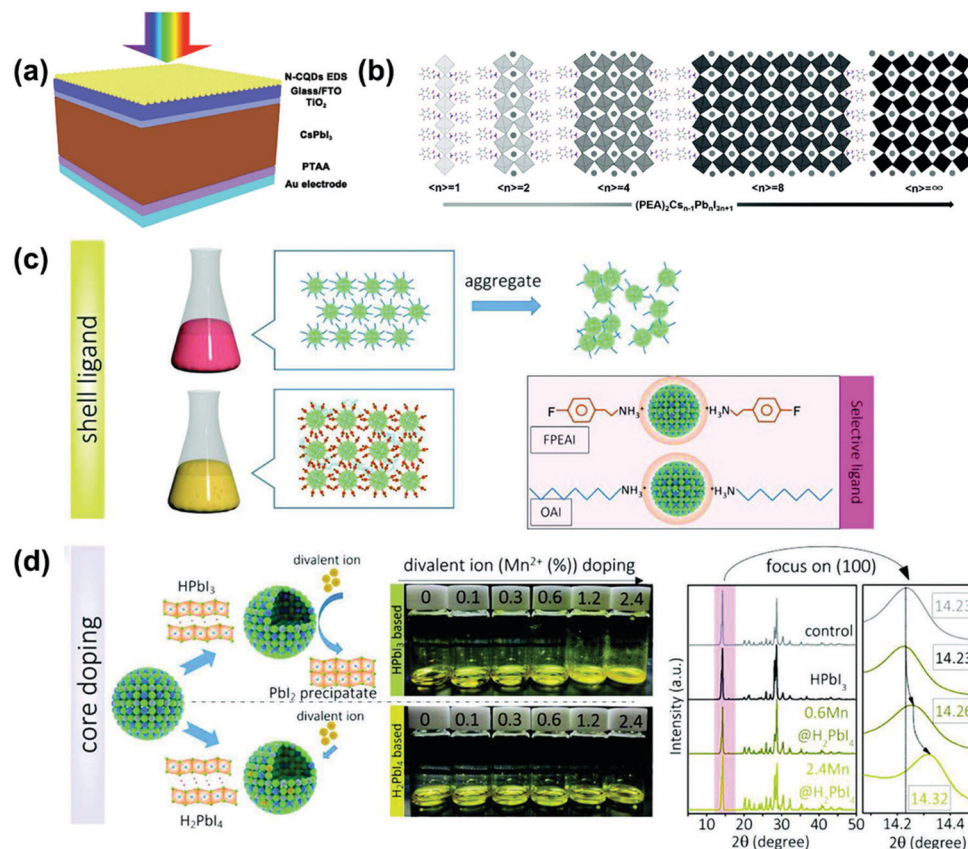 (a)
N-CQDs EDS
Glass/FTO
TiO₂
CsPbI₃
PTAA
Au electrode
(b)
<n>=1
<n>=2
<n>=4
<n>=8
<n>=∞
(PEA)₂Csₙ₋₁PbₙI₃ₙ₊₁
(c)
shell ligand
aggregate
F
NH₃⁺
⁺H₃N
F
FPEAI
NH₃⁺
⁺H₃N
OAI
Selective ligand
(d)
core doping
HPbI₃
divalent ion
PbI₂ precipatate
divalent ion
H₂PbI₄
divalent ion (Mn²⁺ (%)) doping
HPbI₃ based
0 0.1 0.3 0.6 1.2 2.4
H₂PbI₄ based
0 0.1 0.3 0.6 1.2 2.4
focus on (100)
Intensity (a.u.)
control
HPbI₃
0.6Mn
@H₂PbI₄
2.4Mn
@H₂PbI₄
5 10 20 30 40 50
2θ (degree)
14.23
14.23
14.26
14.32
14.2 14.4
2θ (degree)